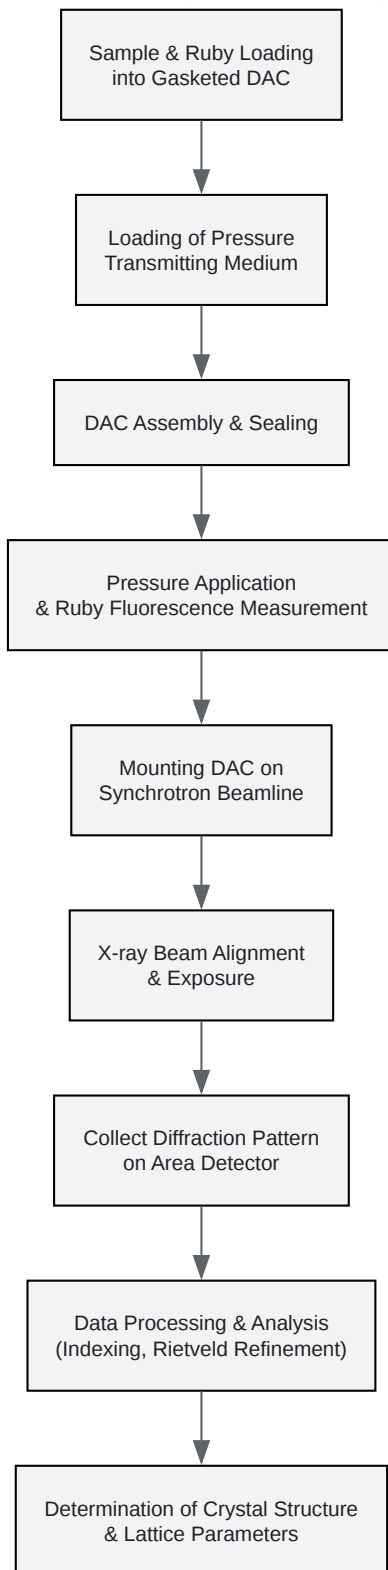 Sample & Ruby Loading
into Gasketed DAC
Loading of Pressure
Transmitting Medium
DAC Assembly & Sealing
Pressure Application
& Ruby Fluorescence Measurement
Mounting DAC on
Synchrotron Beamline
X-ray Beam Alignment
& Exposure
Collect Diffraction Pattern
on Area Detector
Data Processing & Analysis
(Indexing, Rietveld Refinement)
Determination of Crystal Structure
& Lattice Parameters